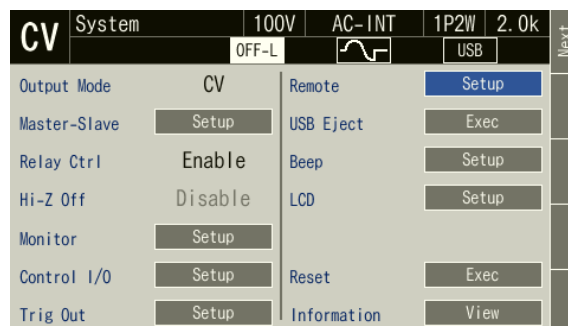 CV System 100V AC-INT 1P2W 2.0k
OFF-L USB
Next
Output Mode CV
Master-Slave Setup
Relay Ctrl Enable
Hi-Z Off Disable
Monitor Setup
Control I/O Setup
Trig Out Setup
Remote Setup
USB Eject Exec
Beep Setup
LCD Setup
Reset Exec
Information View